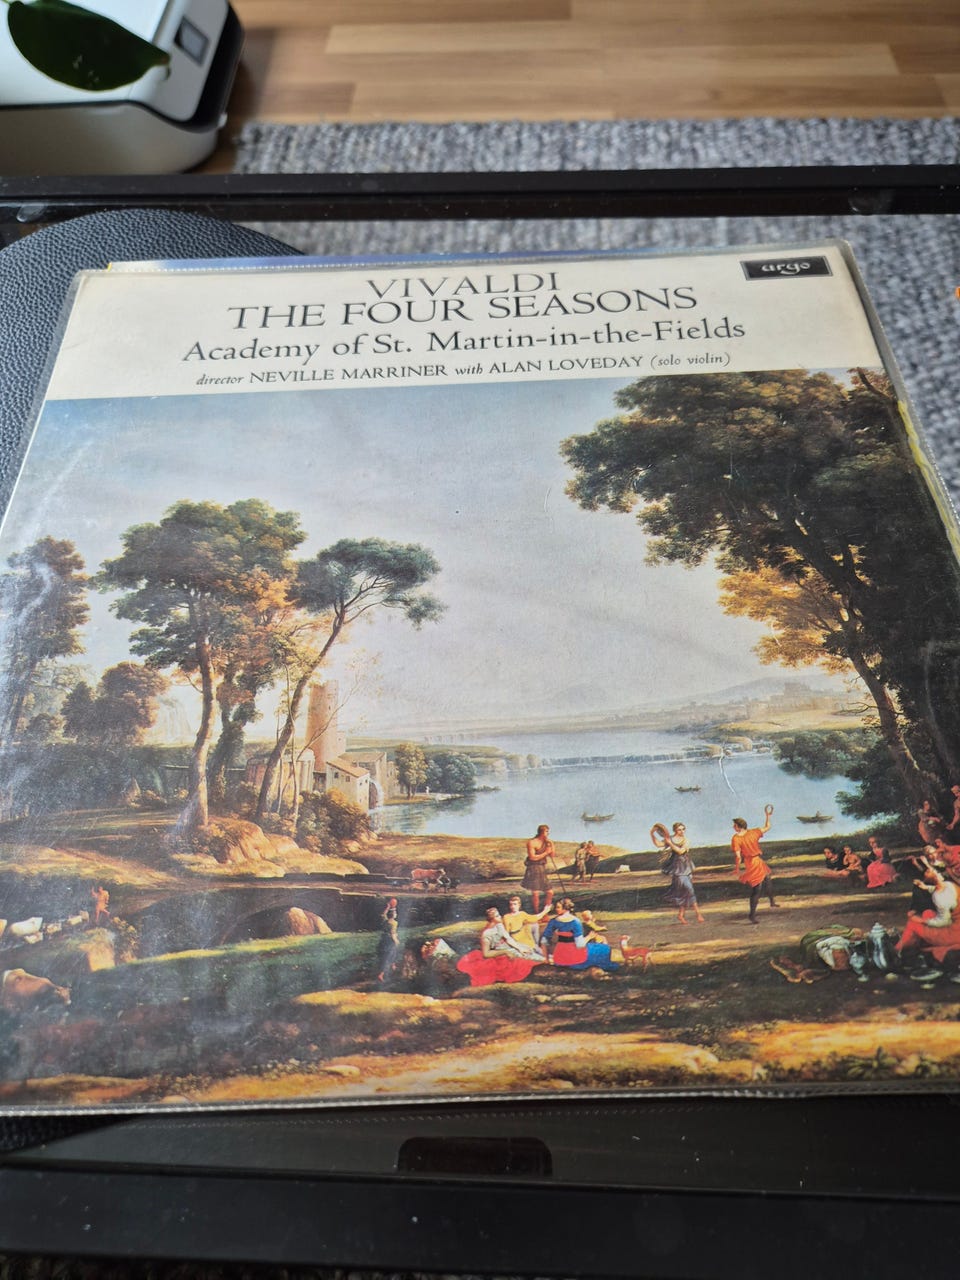 argo
VIVALDI
THE FOUR SEASONS
Academy of St. Martin-in-the-Fields
director NEVILLE MARRINER with ALAN LOVEDAY (solo violin)